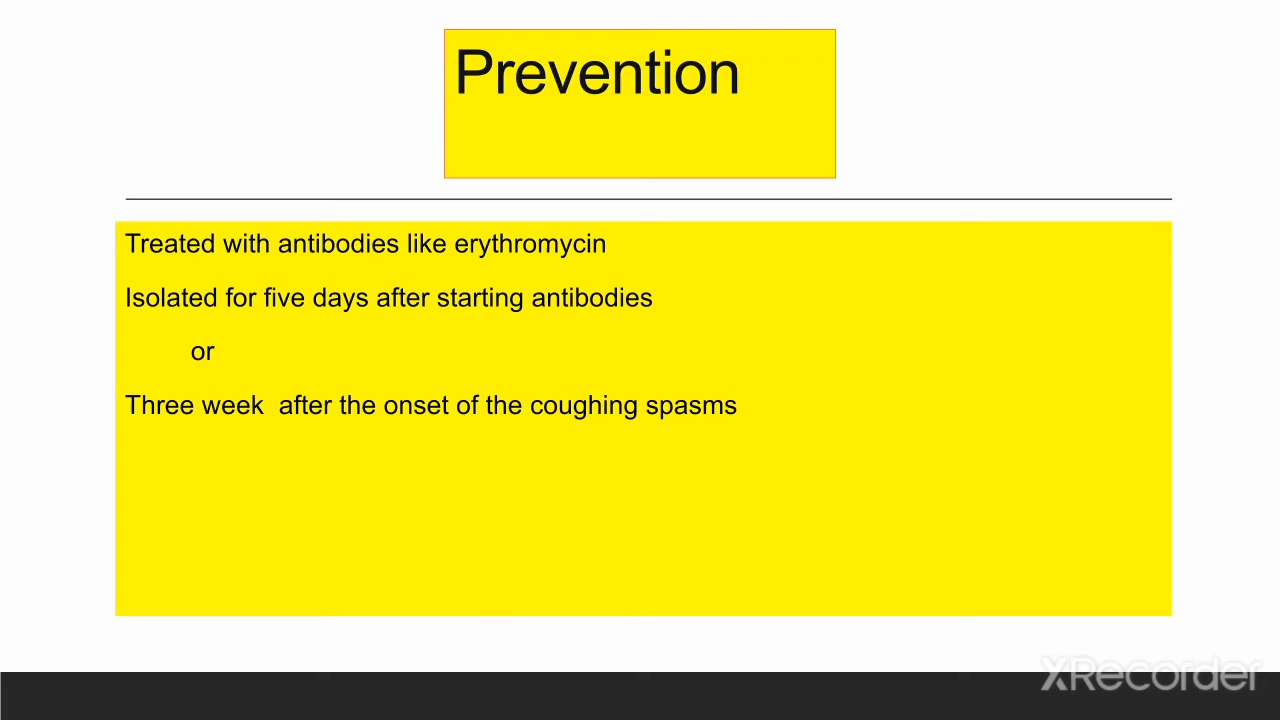 Prevention
Treated with antibodies like erythromycin
Isolated for five days after starting antibodies
or
Three week  after the onset of the coughing spasms
XRecorder